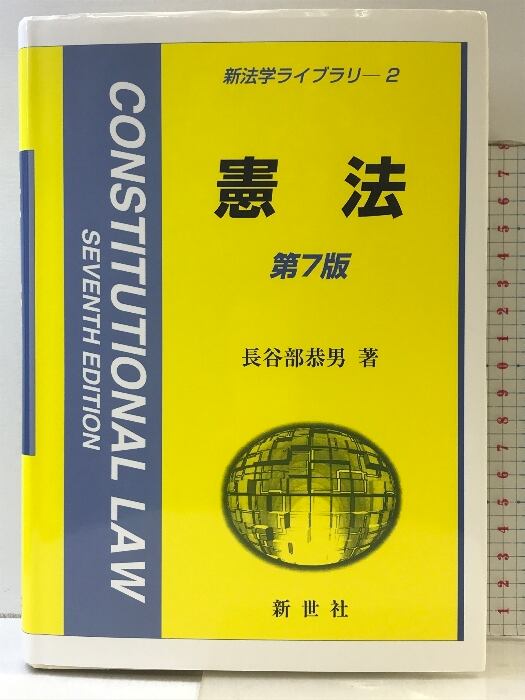 新法学ライブラリー 2
憲 法
第7版
長谷部恭男 著
新世社
CONSTITUTIONAL LAW
SEVENTH EDITION